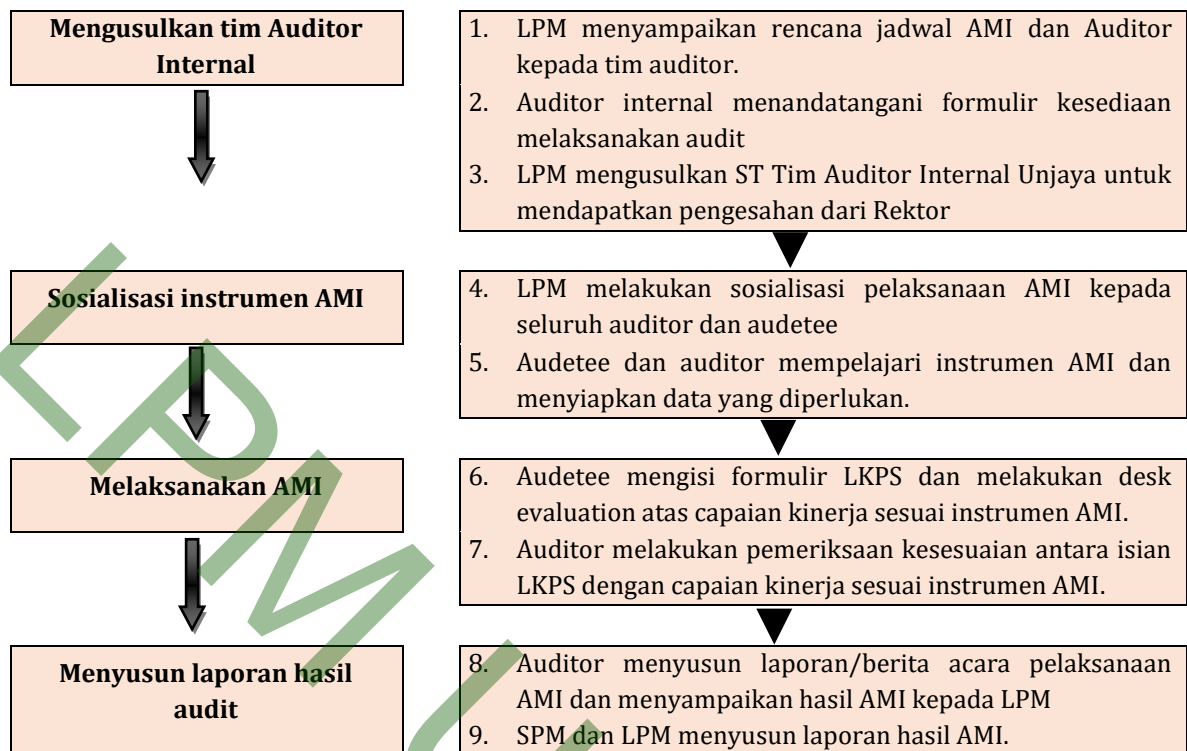 Mengusulkan tim Auditor
Internal
1. LPM menyampaikan rencana jadwal AMI dan Auditor
kepada tim auditor.
2. Auditor internal menandatangani formulir kesediaan
melaksanakan audit
3. LPM mengusulkan ST Tim Auditor Internal Unjaya untuk
mendapatkan pengesahan dari Rektor
Sosialisasi instrumen AMI
4. LPM melakukan sosialisasi pelaksanaan AMI kepada
seluruh auditor dan audetee
5. Audetee dan auditor mempelajari instrumen AMI dan
menyiapkan data yang diperlukan.
Melaksanakan AMI
6. Audetee mengisi formulir LKPS dan melakukan desk
evaluation atas capaian kinerja sesuai instrumen AMI.
7. Auditor melakukan pemeriksaan kesesuaian antara isian
LKPS dengan capaian kinerja sesuai instrumen AMI.
Menyusun laporan hasil
audit
8. Auditor menyusun laporan/berita acara pelaksanaan
AMI dan menyampaikan hasil AMI kepada LPM
9. SPM dan LPM menyusun laporan hasil AMI.
LPM